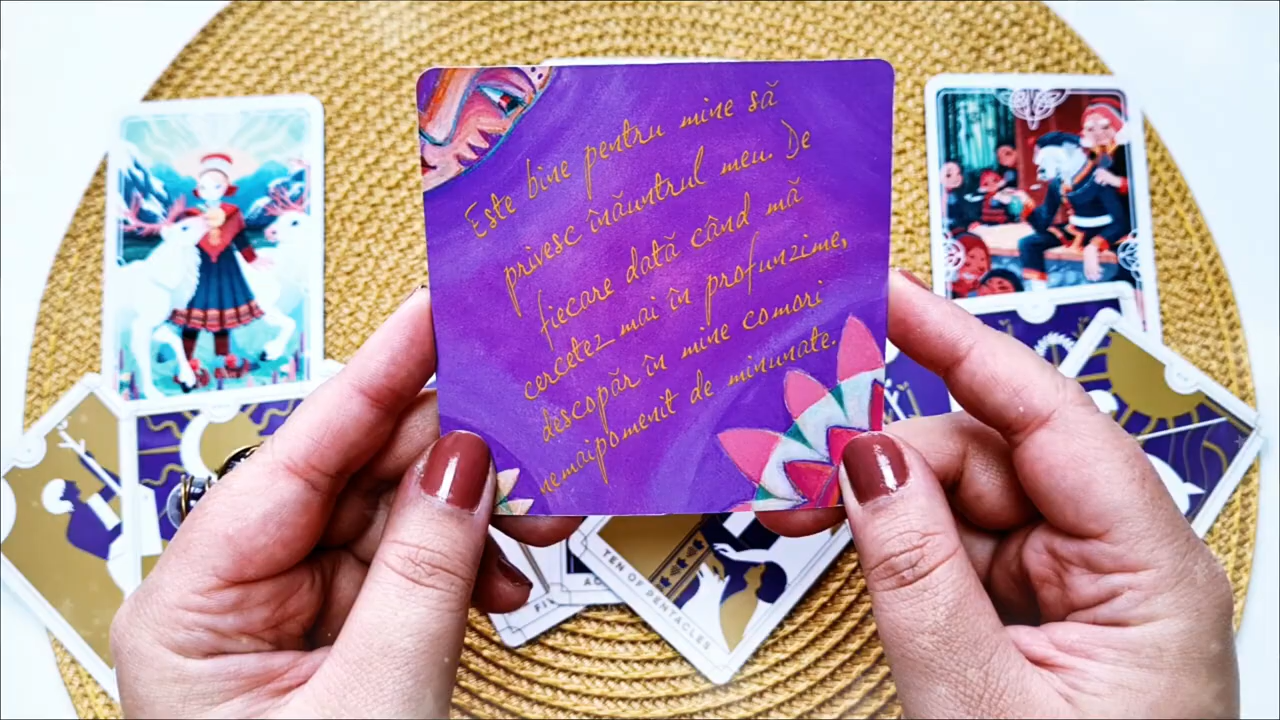 Este bine pentru mine să
privesc înăuntrul meu. De
fiecare dată când mă
cercetez mai în profunzime,
descopăr în mine comori
nemaipomenit de minunate.
TEN OF PENTACLES